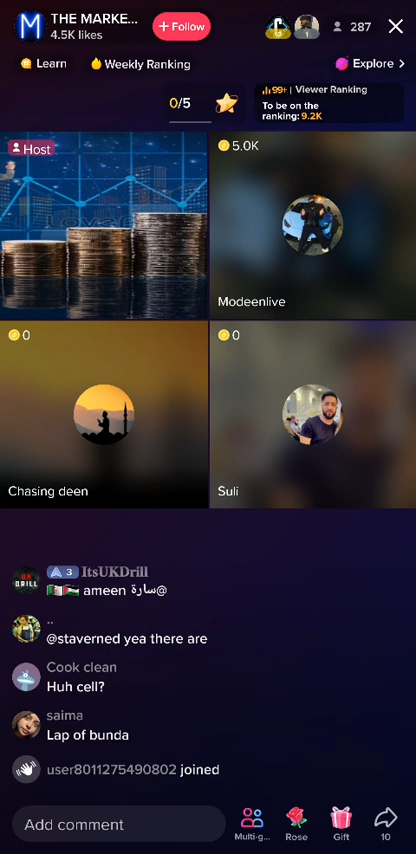 M
THE MARKE...
4.5K likes
+ Follow
287
Learn
Weekly Ranking
Explore >
0/5
99+ | Viewer Ranking
To be on the
ranking: 9.2K
Host
5.0K
Modeenlive
0
Chasing deen
0
Suli
3 ItsUKDrill
🇩🇿🇵🇸 ameen سارة@
..
@staverned yea there are
Cook clean
Huh cell?
saima
Lap of bunda
user8011275490802 joined
Add comment
Multi-g...
Rose
Gift
10